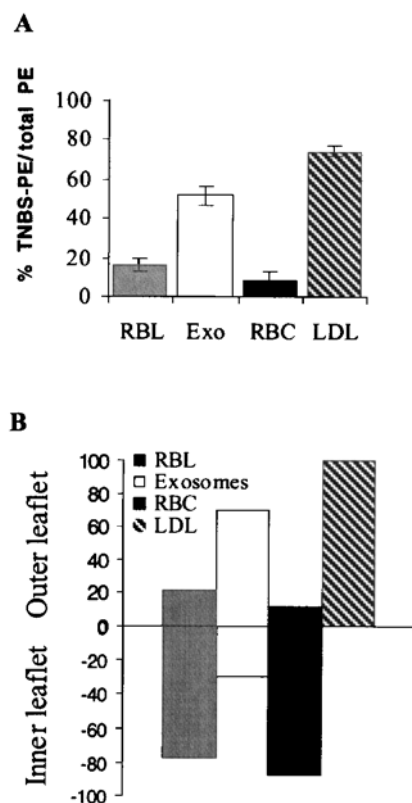 A
% TNBS-PE/total PE
100
80
60
40
20
0
RBL Exo RBC LDL
B
Outer leaflet
Inner leaflet
100
80
60
40
20
0
-20
-40
-60
-80
-100
RBL
Exosomes
RBC
LDL